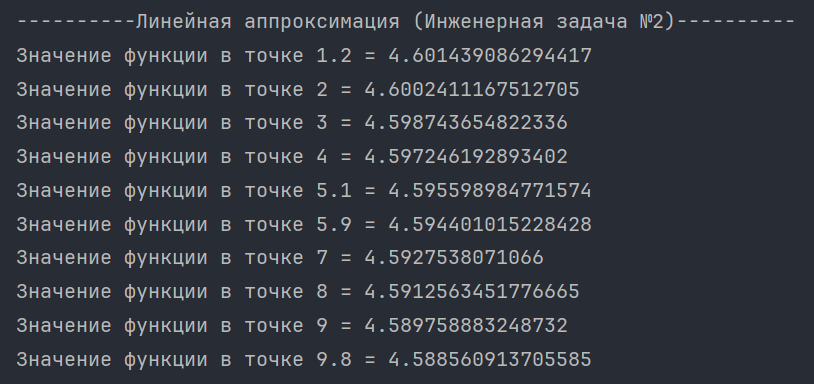 ----------Линейная аппроксимация (Инженерная задача №2)----------
Значение функции в точке 1.2 = 4.601439086294417
Значение функции в точке 2 = 4.6002411167512705
Значение функции в точке 3 = 4.598743654822336
Значение функции в точке 4 = 4.597246192893402
Значение функции в точке 5.1 = 4.595598984771574
Значение функции в точке 5.9 = 4.594401015228428
Значение функции в точке 7 = 4.5927538071066
Значение функции в точке 8 = 4.5912563451776665
Значение функции в точке 9 = 4.589758883248732
Значение функции в точке 9.8 = 4.588560913705585